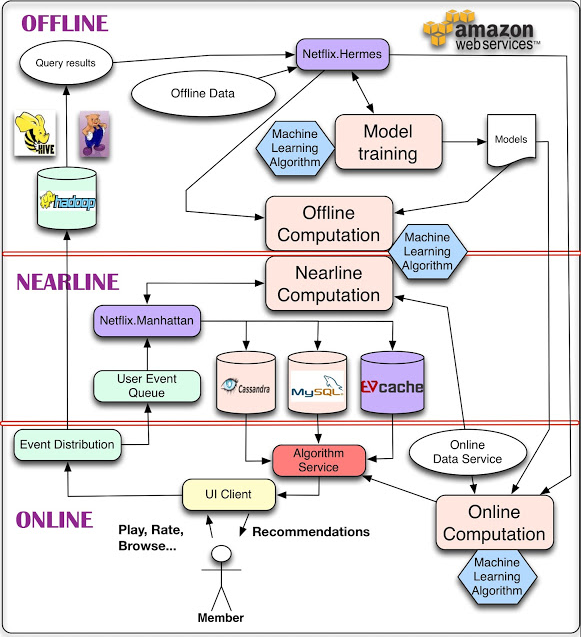 OFFLINE
amazon
web services™
Query results
Netflix.Hermes
Offline Data
HIVE
Machine
Learning
Algorithm
Model
training
Models
hadoop
Offline
Computation
Machine
Learning
Algorithm
NEARLINE
Nearline
Computation
Netflix.Manhattan
User Event
Queue
Cassandra
MySQL
EVcache
Event Distribution
Algorithm
Service
Online
Data Service
UI Client
ONLINE
Play, Rate,
Browse...
Recommendations
Online
Computation
Machine
Learning
Algorithm
Member